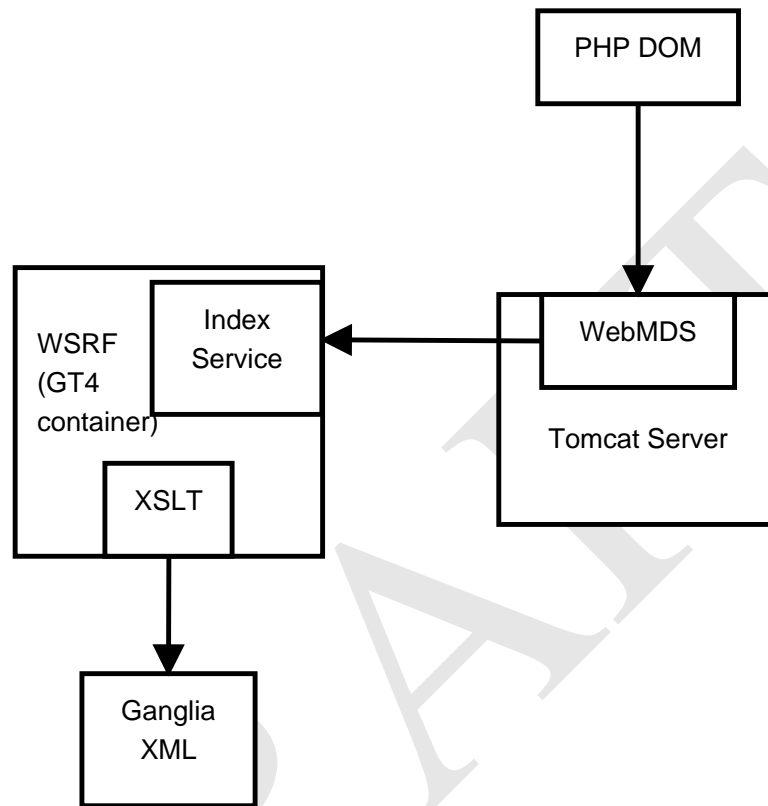 PHP DOM
WebMDS
Tomcat Server
Index
Service
WSRF
(GT4
container)
XSLT
Ganglia
XML